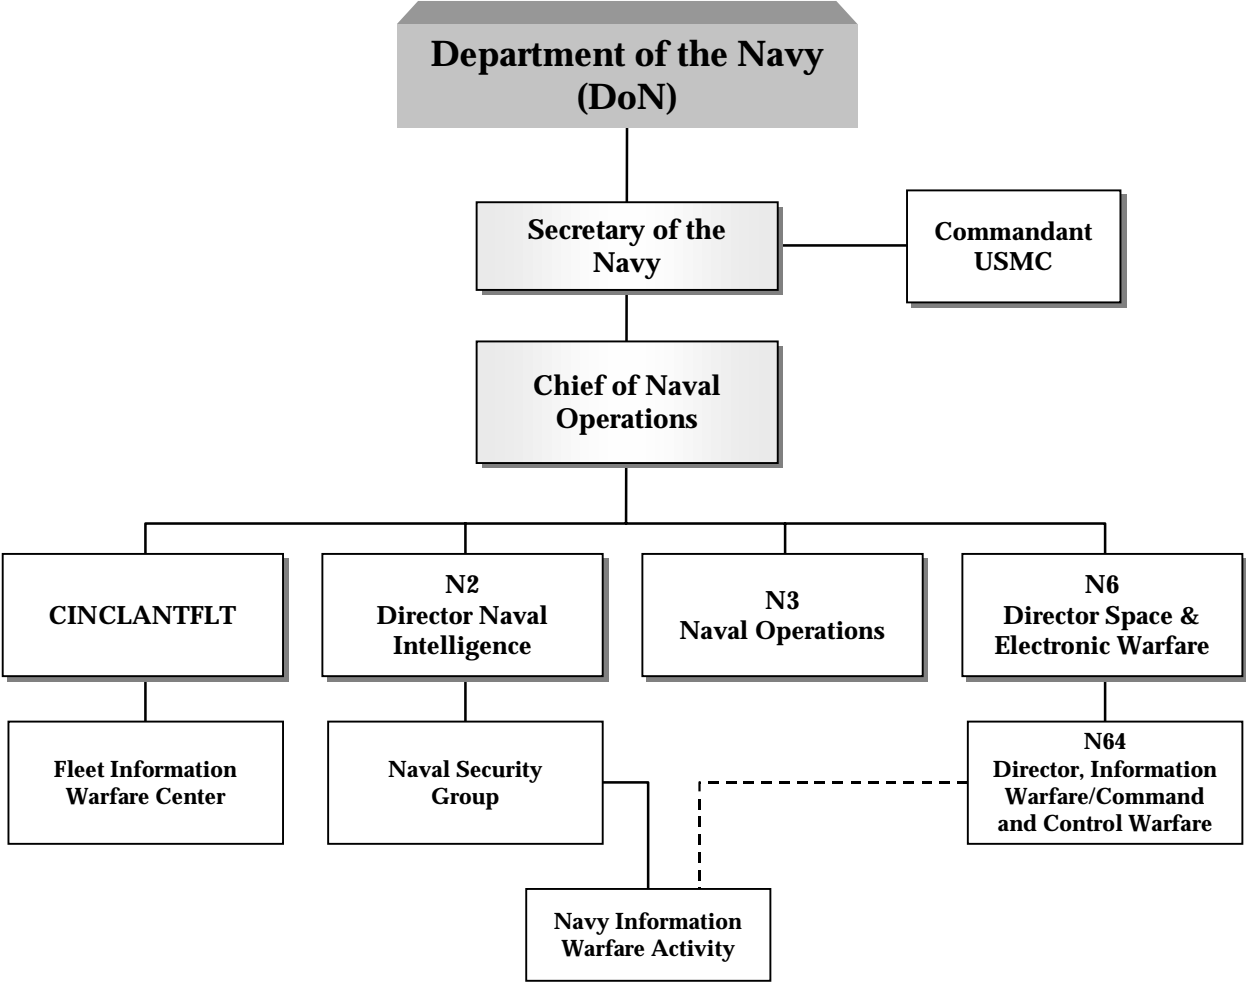 Department of the Navy
(DoN)
Secretary of the
Navy
Commandant
USMC
Chief of Naval
Operations
CINCLANTFLT
N2
Director Naval
Intelligence
N3
Naval Operations
N6
Director Space &
Electronic Warfare
Fleet Information
Warfare Center
Naval Security
Group
N64
Director, Information
Warfare/Command
and Control Warfare
Navy Information
Warfare Activity